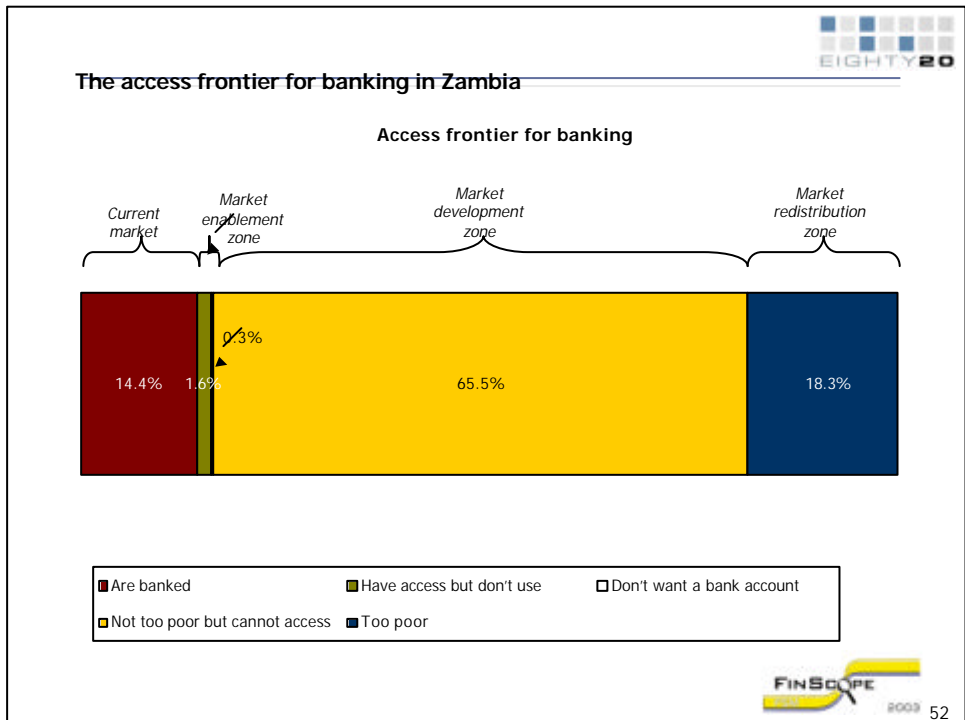 EIGHTY20
The access frontier for banking in Zambia
Access frontier for banking
Current
market
Market
enablement
zone
Market
development
zone
Market
redistribution
zone
0.3%
14.4%
1.6%
65.5%
18.3%
Are banked
Have access but don't use
Don't want a bank account
Not too poor but cannot access
Too poor
FINSCOPE
2003
52